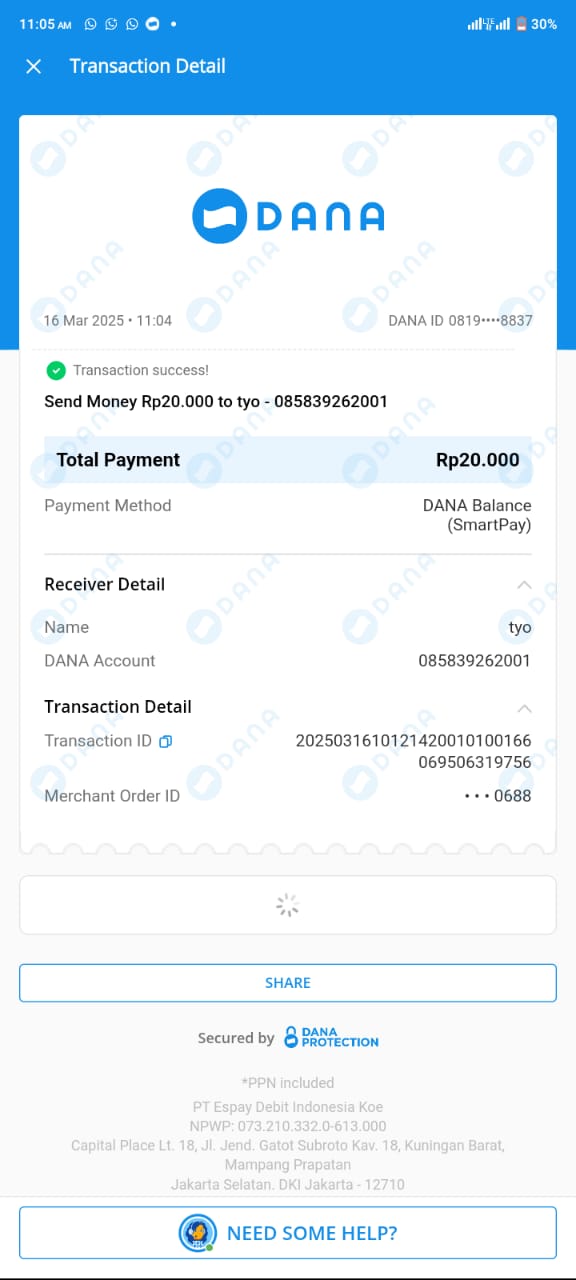 11:05 AM 30%
Transaction Detail
DANA
16 Mar 2025 • 11:04 DANA ID 0819••••8837
Transaction success!
Send Money Rp20.000 to tyo - 085839262001
Total Payment Rp20.000
Payment Method DANA Balance
(SmartPay)
Receiver Detail
Name tyo
DANA Account 085839262001
Transaction Detail
Transaction ID 2025031610121420010100166
069506319756
Merchant Order ID • • • 0688
SHARE
Secured by DANA PROTECTION
*PPN included
PT Espay Debit Indonesia Koe
NPWP: 073.210.332.0-613.000
Capital Place Lt. 18, Jl. Jend. Gatot Subroto Kav. 18, Kuningan Barat,
Mampang Prapatan
Jakarta Selatan. DKI Jakarta - 12710
NEED SOME HELP?